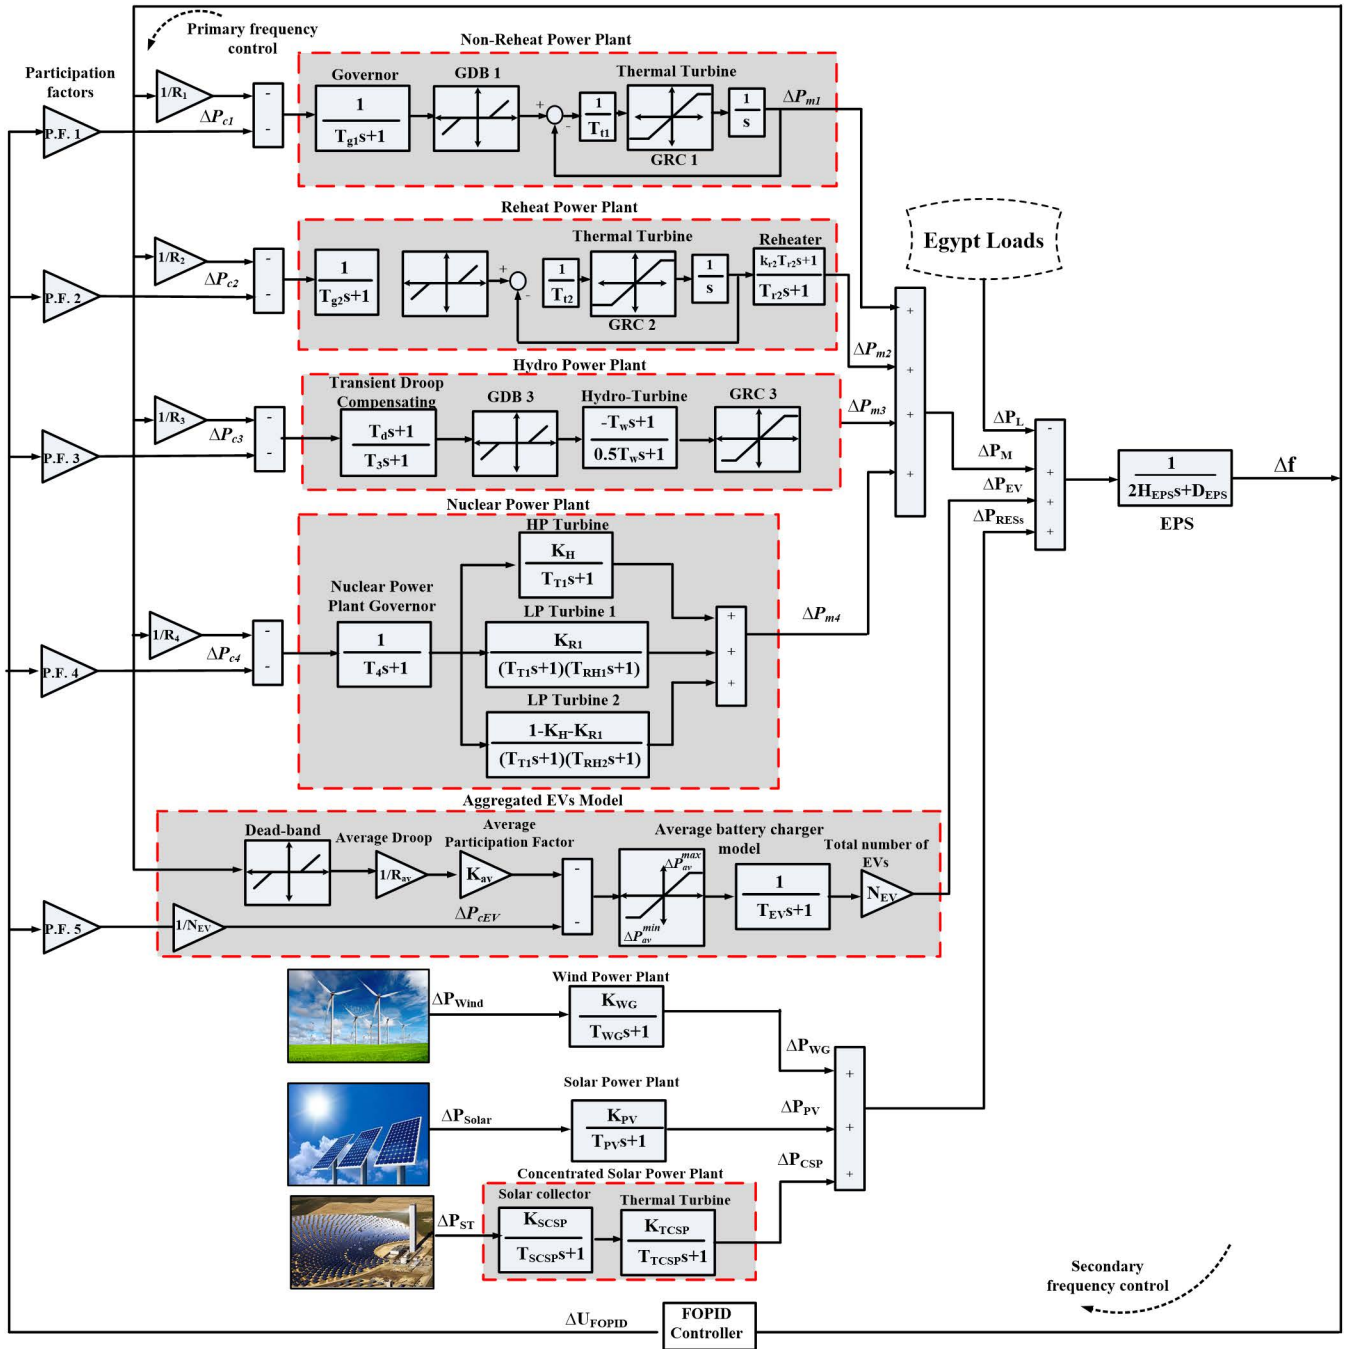 Primary frequency
control
Participation
factors
Non-Reheat Power Plant
P.F. 1
1/R1
ΔPc1
-
-
Governor
1
Tg1s+1
GDB 1
+
-
1
Tt1
Thermal Turbine
GRC 1
1
s
ΔPm1
Reheat Power Plant
P.F. 2
1/R2
ΔPc2
-
-
1
Tg2s+1
+
-
1
Tt2
Thermal Turbine
GRC 2
1
s
Reheater
kr2Tr2s+1
Tr2s+1
ΔPm2
Egypt Loads
Hydro Power Plant
P.F. 3
1/R3
ΔPc3
-
-
Transient Droop
Compensating
Tds+1
T3s+1
GDB 3
Hydro-Turbine
-Tws+1
0.5Tws+1
GRC 3
ΔPm3
+
+
+
+
ΔPL
ΔPM
ΔPEV
ΔPRESs
-
+
+
+
1
2HEPSs+DEPS
EPS
Δf
Nuclear Power Plant
P.F. 4
1/R4
ΔPc4
-
-
Nuclear Power
Plant Governor
1
T4s+1
HP Turbine
KH
TT1s+1
LP Turbine 1
KR1
(TT1s+1)(TRH1s+1)
LP Turbine 2
1-KH-KR1
(TT1s+1)(TRH2s+1)
+
+
+
ΔPm4
Aggregated EVs Model
P.F. 5
Dead-band
Average Droop
1/Rav
Average
Participation Factor
Kav
1/NEV
ΔPcEV
-
-
Average battery charger
model
ΔPavmax
ΔPavmin
1
TEVs+1
Total number of
EVs
NEV
Wind Power Plant
ΔPWind
KWG
TWGs+1
ΔPWG
Solar Power Plant
ΔPSolar
KPV
TPVs+1
ΔPPV
Concentrated Solar Power Plant
ΔPST
Solar collector
KSCSP
TSCSPs+1
Thermal Turbine
KTCSP
TTCSPs+1
ΔPCSP
+
+
+
Secondary
frequency control
ΔUFOPID
FOPID
Controller